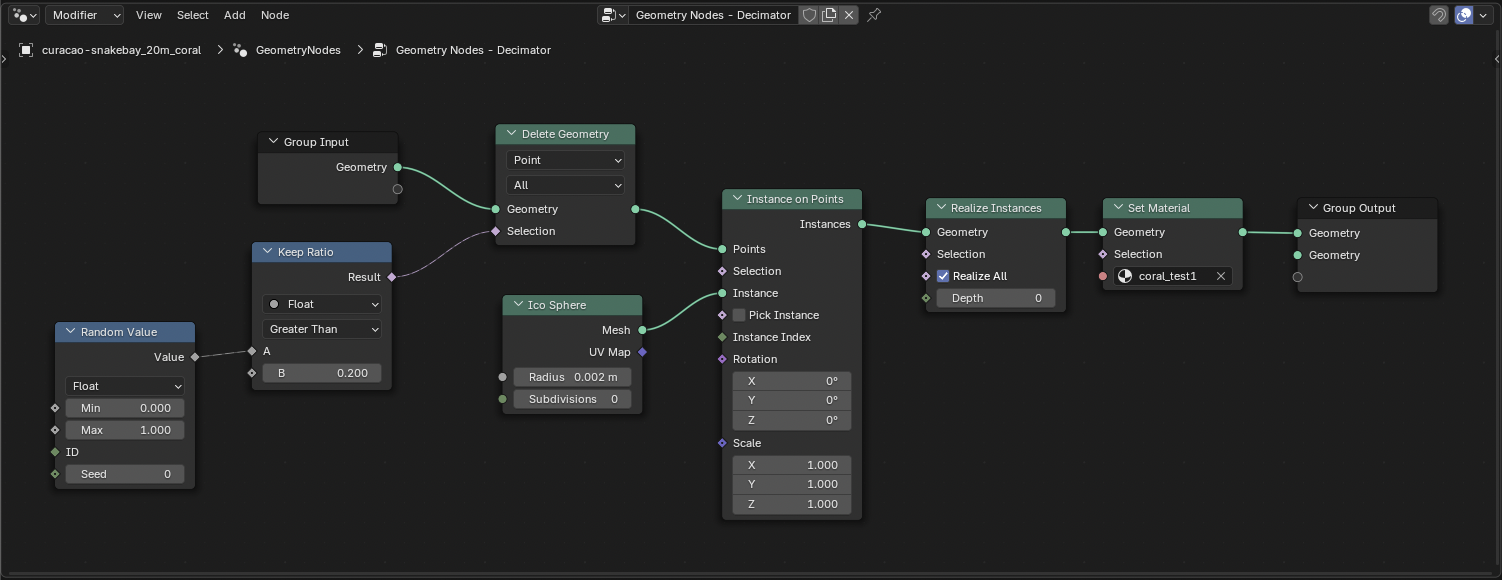 Modifier View Select Add Node Geometry Nodes - Decimator
curacao-snakebay_20m_coral GeometryNodes Geometry Nodes - Decimator
Group Input
Geometry
Delete Geometry
Point
All
Geometry
Selection
Keep Ratio
Result
Float
Greater Than
A
B 0.200
Random Value
Value
Float
Min 0.000
Max 1.000
ID
Seed 0
Ico Sphere
Mesh
UV Map
Radius 0.002 m
Subdivisions 0
Instance on Points
Instances
Points
Selection
Instance
Pick Instance
Instance Index
Rotation
X 0°
Y 0°
Z 0°
Scale
X 1.000
Y 1.000
Z 1.000
Realize Instances
Geometry
Selection
Realize All
Depth 0
Set Material
Geometry
Selection
coral_test1
Group Output
Geometry
Geometry